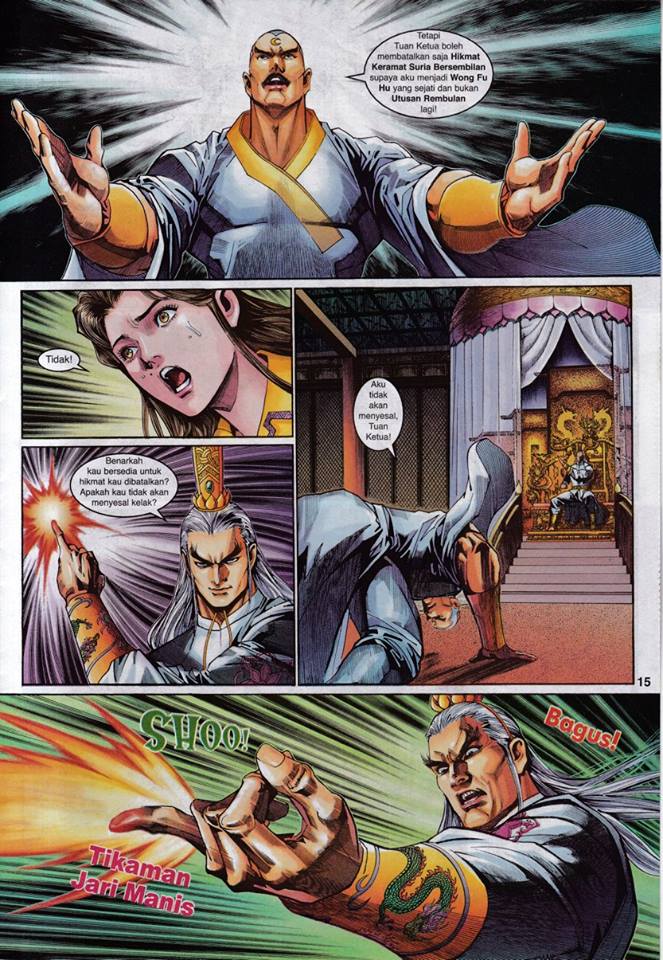 Tetapi
Tuan Ketua boleh
membatalkan saja Hikmat
Keramat Suria Bersembilan
supaya aku menjadi Wong Fu
Hu yang sejati dan bukan
Utusan Rembulan
lagi!
Tidak!
Benarkah
kau bersedia untuk
hikmat kau dibatalkan?
Apakah kau tidak akan
menyesal kelak?
Aku
tidak
akan
menyesal,
Tuan
Ketua!
15
SHOO!
Bagus!
Tikaman
Jari Manis